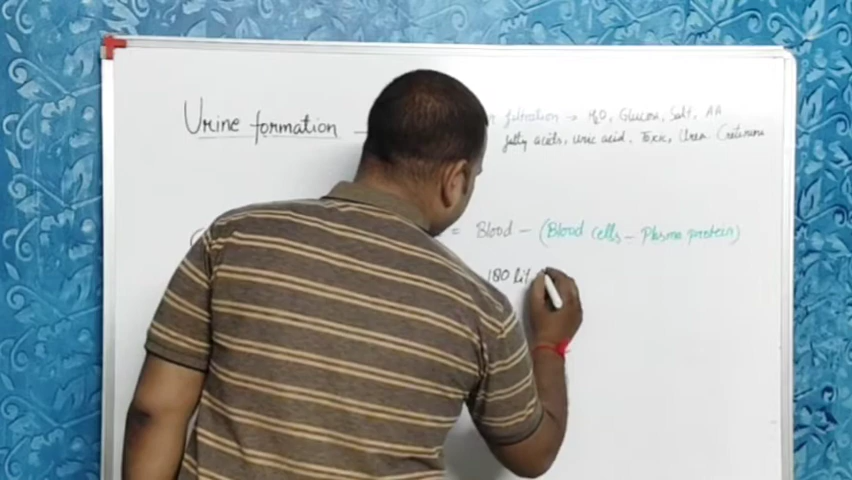 Urine formation filtration → H₂O, Glucose, Salt, AA
fatty acids, uric acid, Toxic, Urea, Creatinine
= Blood - (Blood cells - Plasma protein)
180 lit